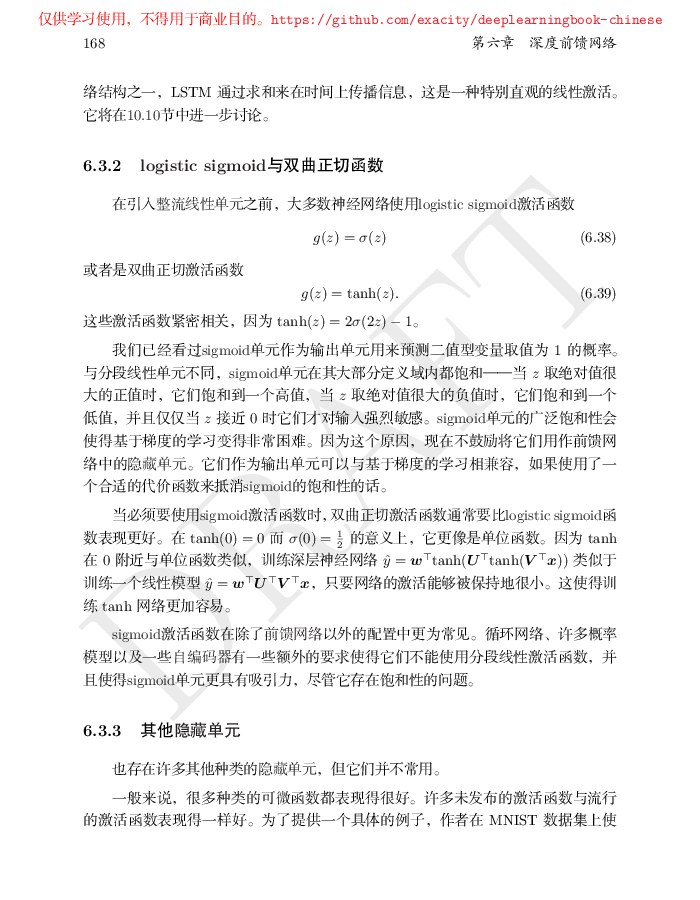 仅供学习使用，不得用于商业目的。https://github.com/exacity/deeplearningbook-chinese
168 第六章 深度前馈网络
络结构之一，LSTM 通过求和来在时间上传播信息，这是一种特别直观的线性激活。
它将在10.10节中进一步讨论。
6.3.2 logistic sigmoid与双曲正切函数
在引入整流线性单元之前，大多数神经网络使用logistic sigmoid激活函数
g(z) = σ(z) (6.38)
或者是双曲正切激活函数
g(z) = tanh(z). (6.39)
这些激活函数紧密相关，因为 tanh(z) = 2σ(2z) − 1。
我们已经看过sigmoid单元作为输出单元用来预测二值型变量取值为 1 的概率。
与分段线性单元不同，sigmoid单元在其大部分定义域内都饱和——当 z 取绝对值很
大的正值时，它们饱和到一个高值，当 z 取绝对值很大的负值时，它们饱和到一个
低值，并且仅仅当 z 接近 0 时它们才对输入强烈敏感。sigmoid单元的广泛饱和性会
使得基于梯度的学习变得非常困难。因为这个原因，现在不鼓励将它们用作前馈网
络中的隐藏单元。它们作为输出单元可以与基于梯度的学习相兼容，如果使用了一
个合适的代价函数来抵消sigmoid的饱和性的话。
当必须要使用sigmoid激活函数时，双曲正切激活函数通常要比logistic sigmoid函
数表现更好。在 tanh(0) = 0 而 σ(0) = 1/2 的意义上，它更像是单位函数。因为 tanh
在 0 附近与单位函数类似，训练深层神经网络 ŷ = w⊤tanh(U⊤tanh(V⊤x)) 类似于
训练一个线性模型 ŷ = w⊤U⊤V⊤x，只要网络的激活能够被保持地很小。这使得训
练 tanh 网络更加容易。
sigmoid激活函数在除了前馈网络以外的配置中更为常见。循环网络、许多概率
模型以及一些自编码器有一些额外的要求使得它们不能使用分段线性激活函数，并
且使得sigmoid单元更具有吸引力，尽管它存在饱和性的问题。
6.3.3 其他隐藏单元
也存在许多其他种类的隐藏单元，但它们并不常用。
一般来说，很多种类的可微函数都表现得很好。许多未发布的激活函数与流行
的激活函数表现得一样好。为了提供一个具体的例子，作者在 MNIST 数据集上使
DRAFT